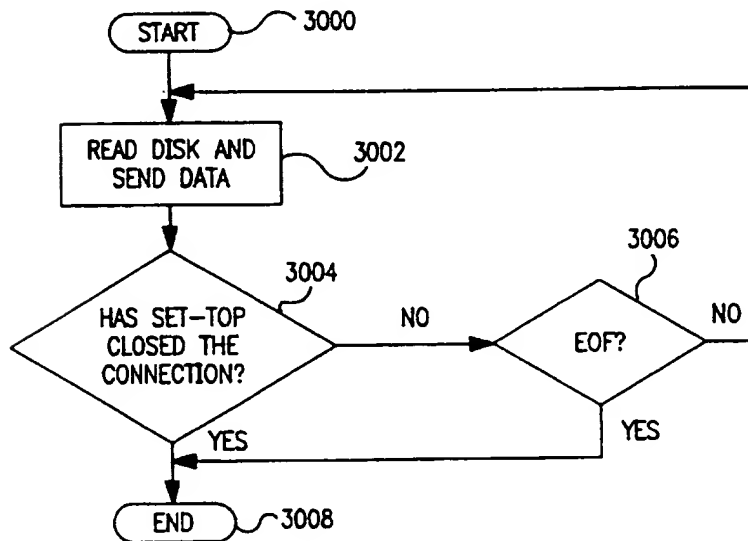 START
3000
READ DISK AND
SEND DATA
3002
3004
HAS SET-TOP
CLOSED THE
CONNECTION?
NO
3006
EOF?
NO
YES
YES
END
3008